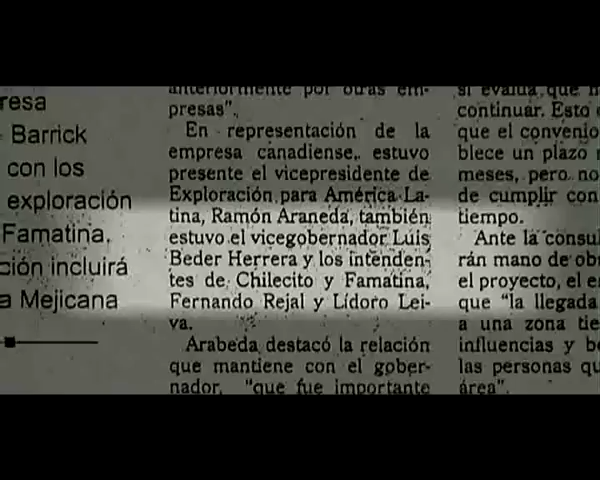 resa
Barrick
con los
exploración
Famatina.
ción incluirá
a Mejicana
anteriormente por otras em-
presas".
En representación de la
empresa canadiense, estuvo
presente el vicepresidente de
Exploración para América La-
tina, Ramón Araneda, también
estuvo el vicegobernador Luis
Beder Herrera y los intenden-
tes de Chilecito y Famatina,
Fernando Rejal y Lídoro Lei-
va.
Arabeda destacó la relación
que mantiene con el gober-
nador, "que fue importante
si evalúa que
continuar. Esto
que el convenio
blece un plazo
meses, pero no
de cumplir con
tiempo.
Ante la consul
rán mano de ob
el proyecto, el e
que "la llegada
a una zona tie
influencias y be
las personas qu
área".